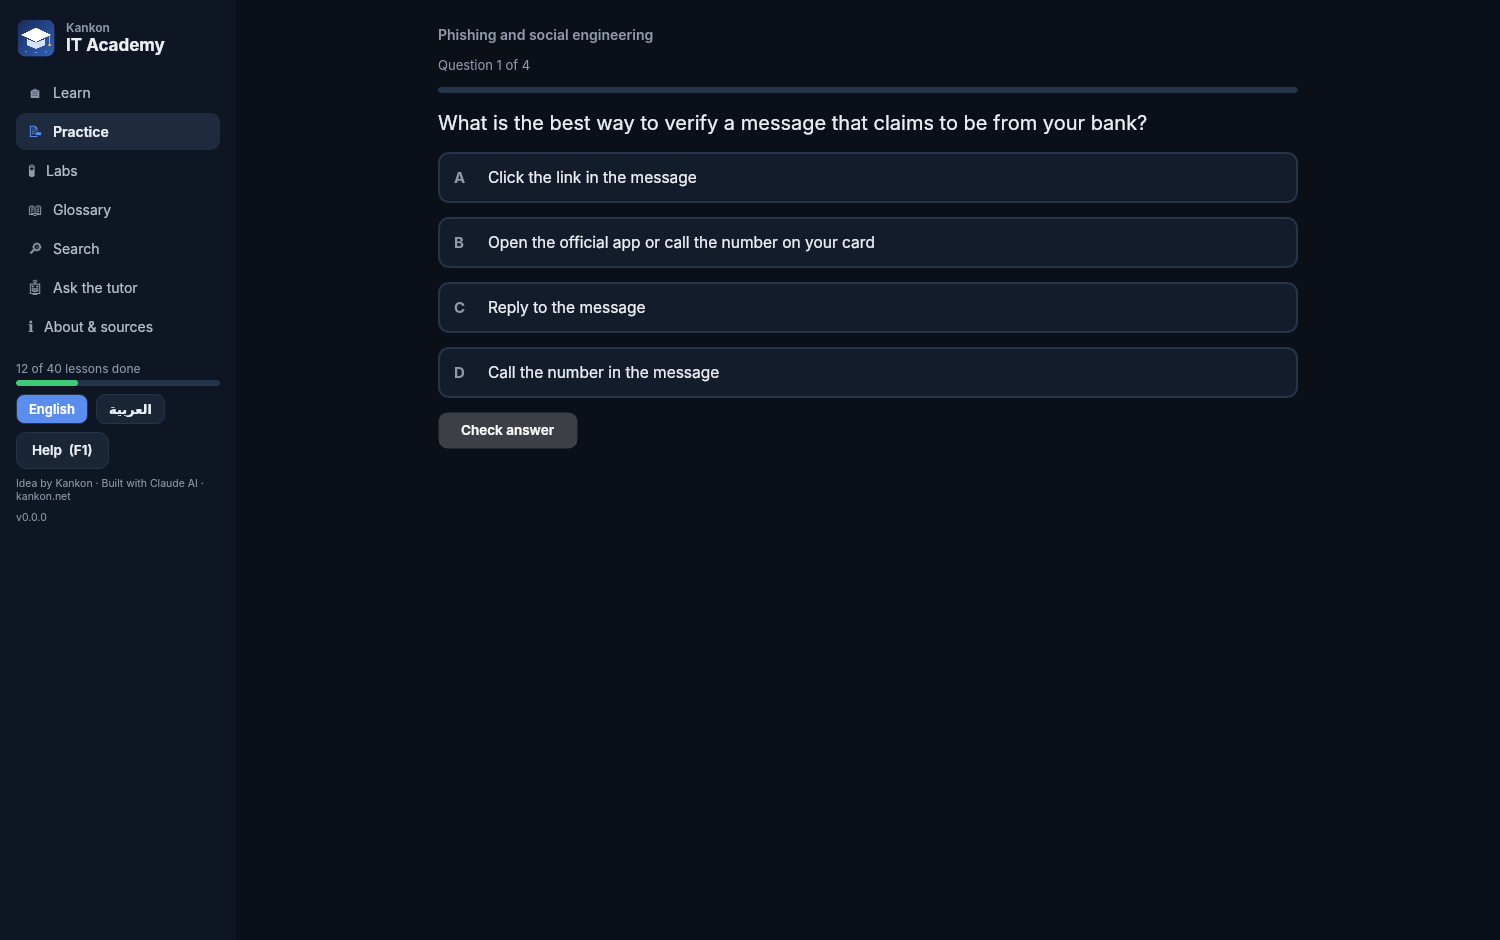 Kankon
IT Academy
Learn
Practice
Labs
Glossary
Search
Ask the tutor
About & sources
12 of 40 lessons done
English
العربية
Help (F1)
Idea by Kankon · Built with Claude AI ·
kankon.net
v0.0.0
Phishing and social engineering
Question 1 of 4
What is the best way to verify a message that claims to be from your bank?
A Click the link in the message
B Open the official app or call the number on your card
C Reply to the message
D Call the number in the message
Check answer